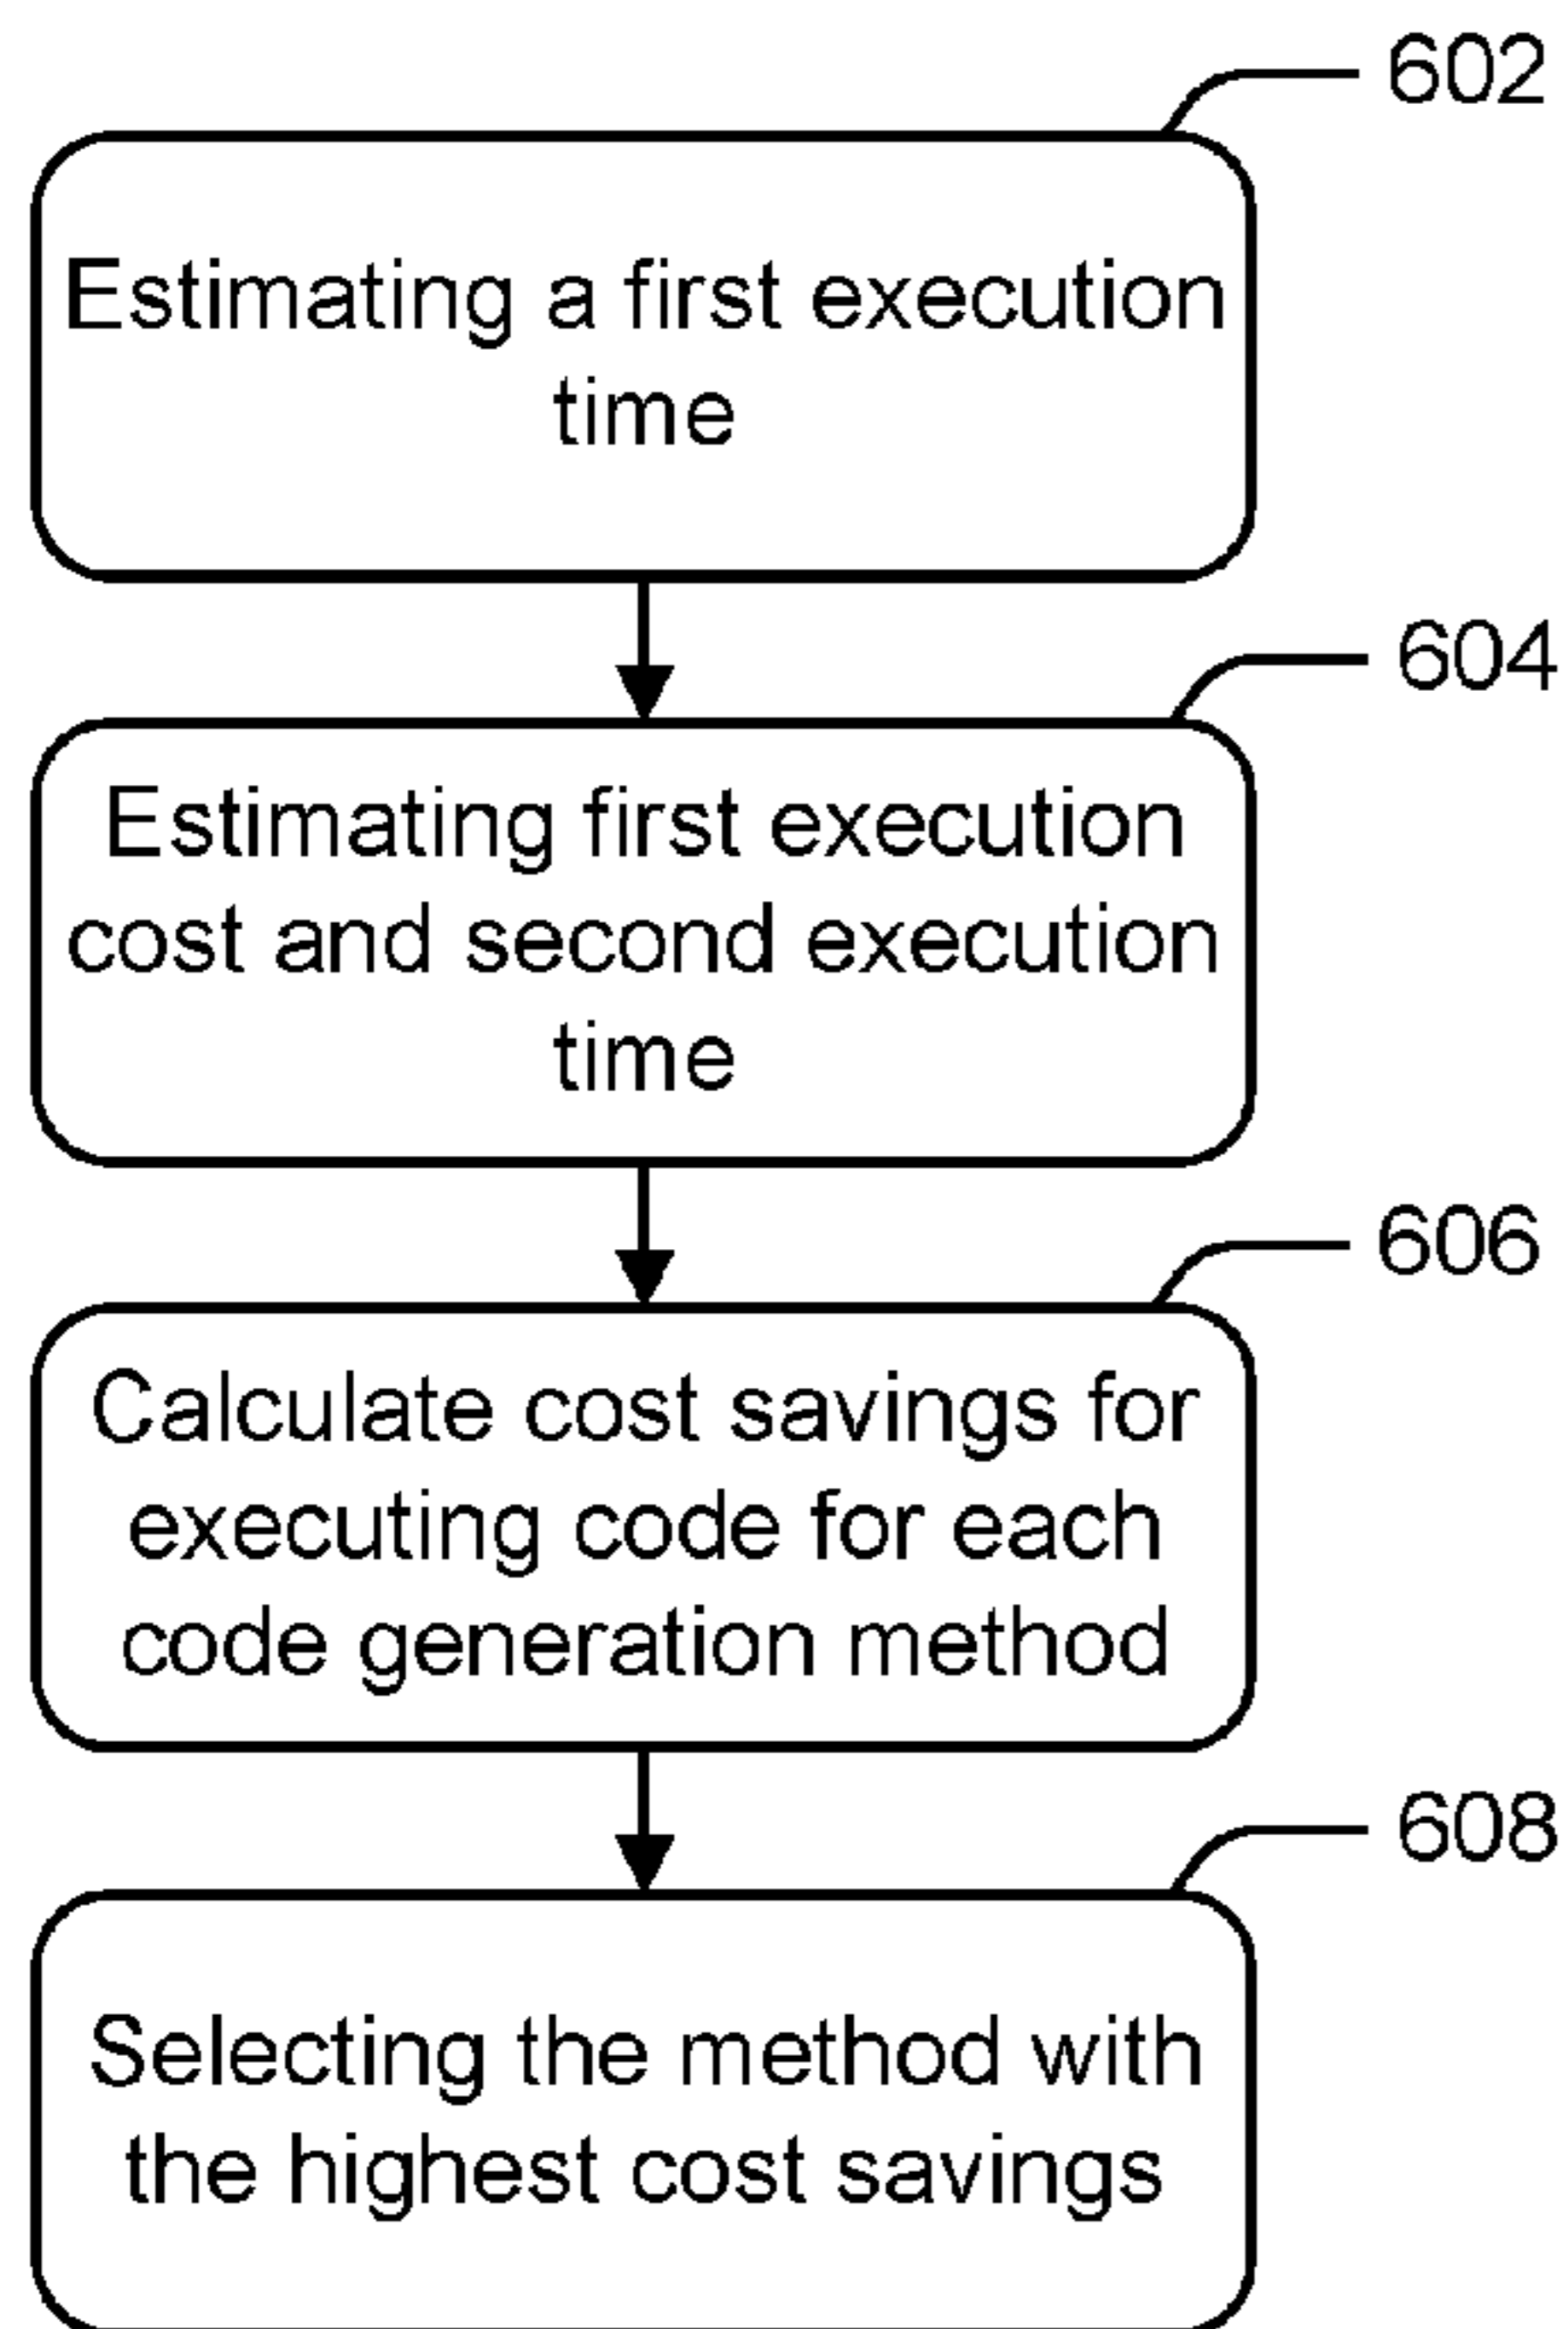 602
Estimating a first execution
time
604
Estimating first execution
cost and second execution
time
606
Calculate cost savings for
executing code for each
code generation method
608
Selecting the method with
the highest cost savings